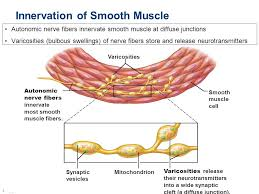 Innervation of Smooth Muscle
• Autonomic nerve fibers innervate smooth muscle at diffuse junctions
• Varicosities (bulbous swellings) of nerve fibers store and release neurotransmitters
Varicosities
Autonomic
nerve fibers
innervate
most smooth
muscle fibers.
Smooth
muscle
cell
Synaptic
vesicles
Mitochondrion
Varicosities release
their neurotransmitters
into a wide synaptic
cleft (a diffuse junction).